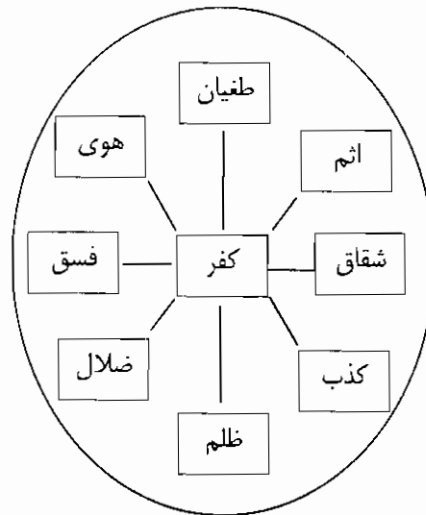 طغیان
اثم
هوی
شقاق
کفر
فسق
کذب
ضلال
ظلم